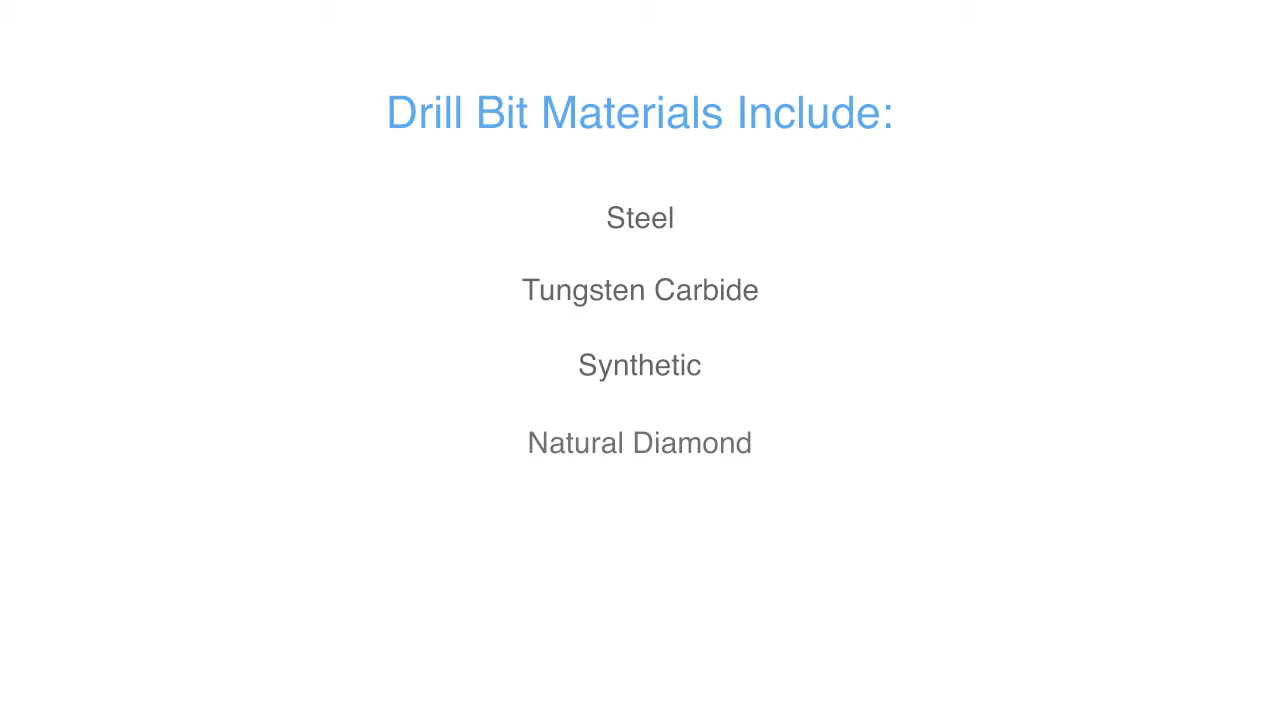 Drill Bit Materials Include:
Steel
Tungsten Carbide
Synthetic
Natural Diamond